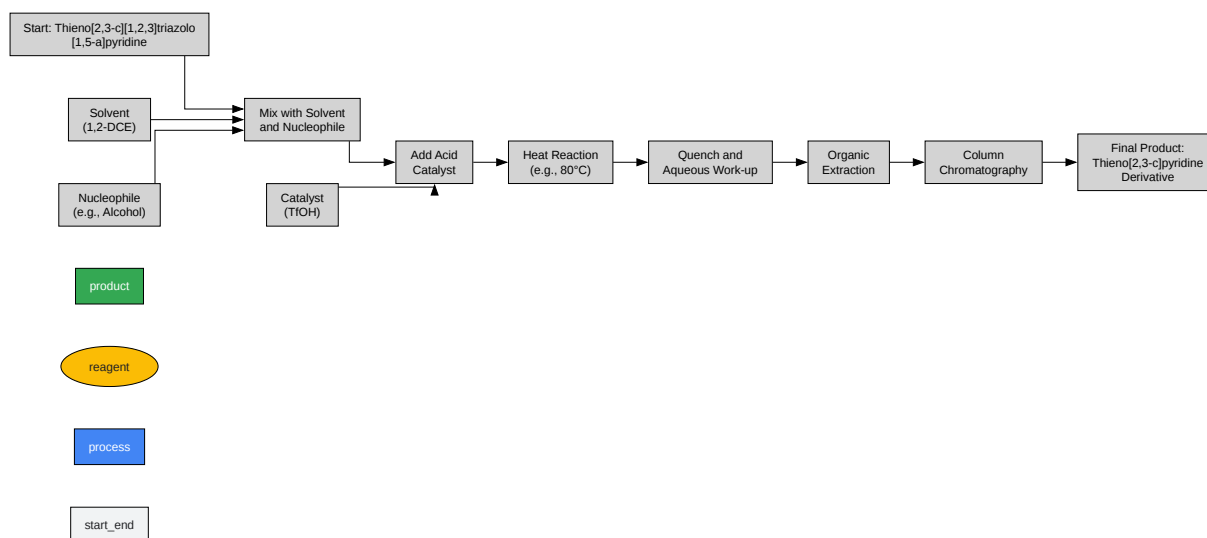 Start: Thieno[2,3-c][1,2,3]triazolo
[1,5-a]pyridine
Solvent
(1,2-DCE)
Mix with Solvent
and Nucleophile
Nucleophile
(e.g., Alcohol)
Catalyst
(TfOH)
Add Acid
Catalyst
Heat Reaction
(e.g., 80°C)
Quench and
Aqueous Work-up
Organic
Extraction
Column
Chromatography
Final Product:
Thieno[2,3-c]pyridine
Derivative
product
reagent
process
start_end